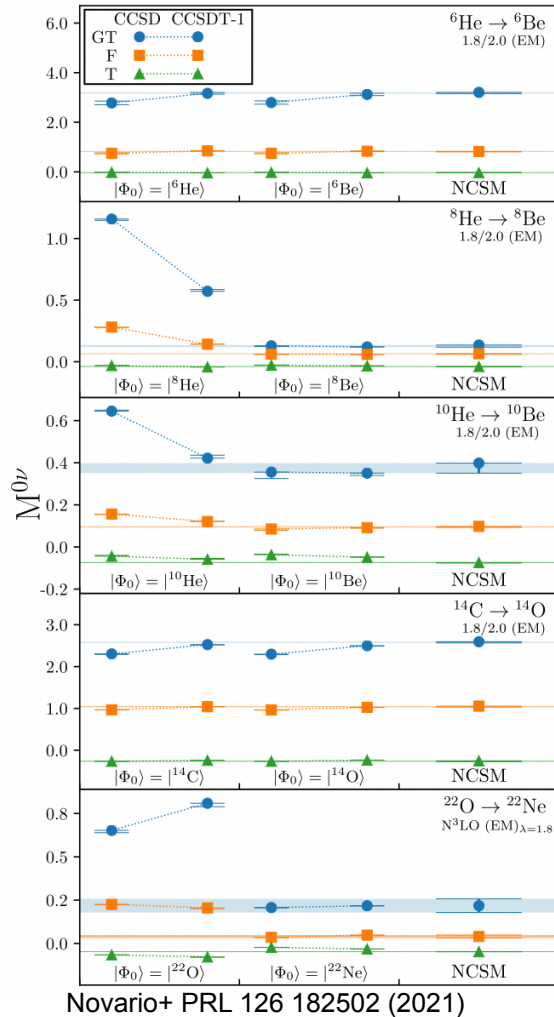 CCSD CCSDT-1
GT
F
T
⁶He → ⁶Be
1.8/2.0 (EM)
6.0
4.0
2.0
0.0
|Φ₀⟩ = |⁶He⟩ |Φ₀⟩ = |⁶Be⟩ NCSM
⁸He → ⁸Be
1.8/2.0 (EM)
1.0
0.5
0.0
|Φ₀⟩ = |⁸He⟩ |Φ₀⟩ = |⁸Be⟩ NCSM
¹⁰He → ¹⁰Be
1.8/2.0 (EM)
0.6
0.4
0.2
0.0
-0.2
M⁰ᵛ
|Φ₀⟩ = |¹⁰He⟩ |Φ₀⟩ = |¹⁰Be⟩ NCSM
¹⁴C → ¹⁴O
1.8/2.0 (EM)
3.0
2.0
1.0
0.0
|Φ₀⟩ = |¹⁴C⟩ |Φ₀⟩ = |¹⁴O⟩ NCSM
²²O → ²²Ne
N³LO (EM)λ=1.8
0.8
0.5
0.2
0.0
|Φ₀⟩ = |²²O⟩ |Φ₀⟩ = |²²Ne⟩ NCSM
Novario+ PRL 126 182502 (2021)